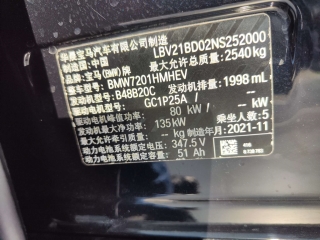 华晨宝马汽车有限公司制造
制造国:中国 LBV21BD02NS252000
品牌:宝马(BMW)牌 最大允许总质量:2540kg
整车型号:BMW7201HMHEV
发动机型号:B48B20C 发动机排量:1998 mL
驱动电机型号:GC1P25A / -- kW
驱动电机峰值功率: 80 kW
发动机最大净功率: 135kW 乘坐人数:5
最大允许牵引质量: -- kg 制造年月:2021-11
动力电池系统额定电压: 347.5 V
动力电池系统额定容量: 51 Ah